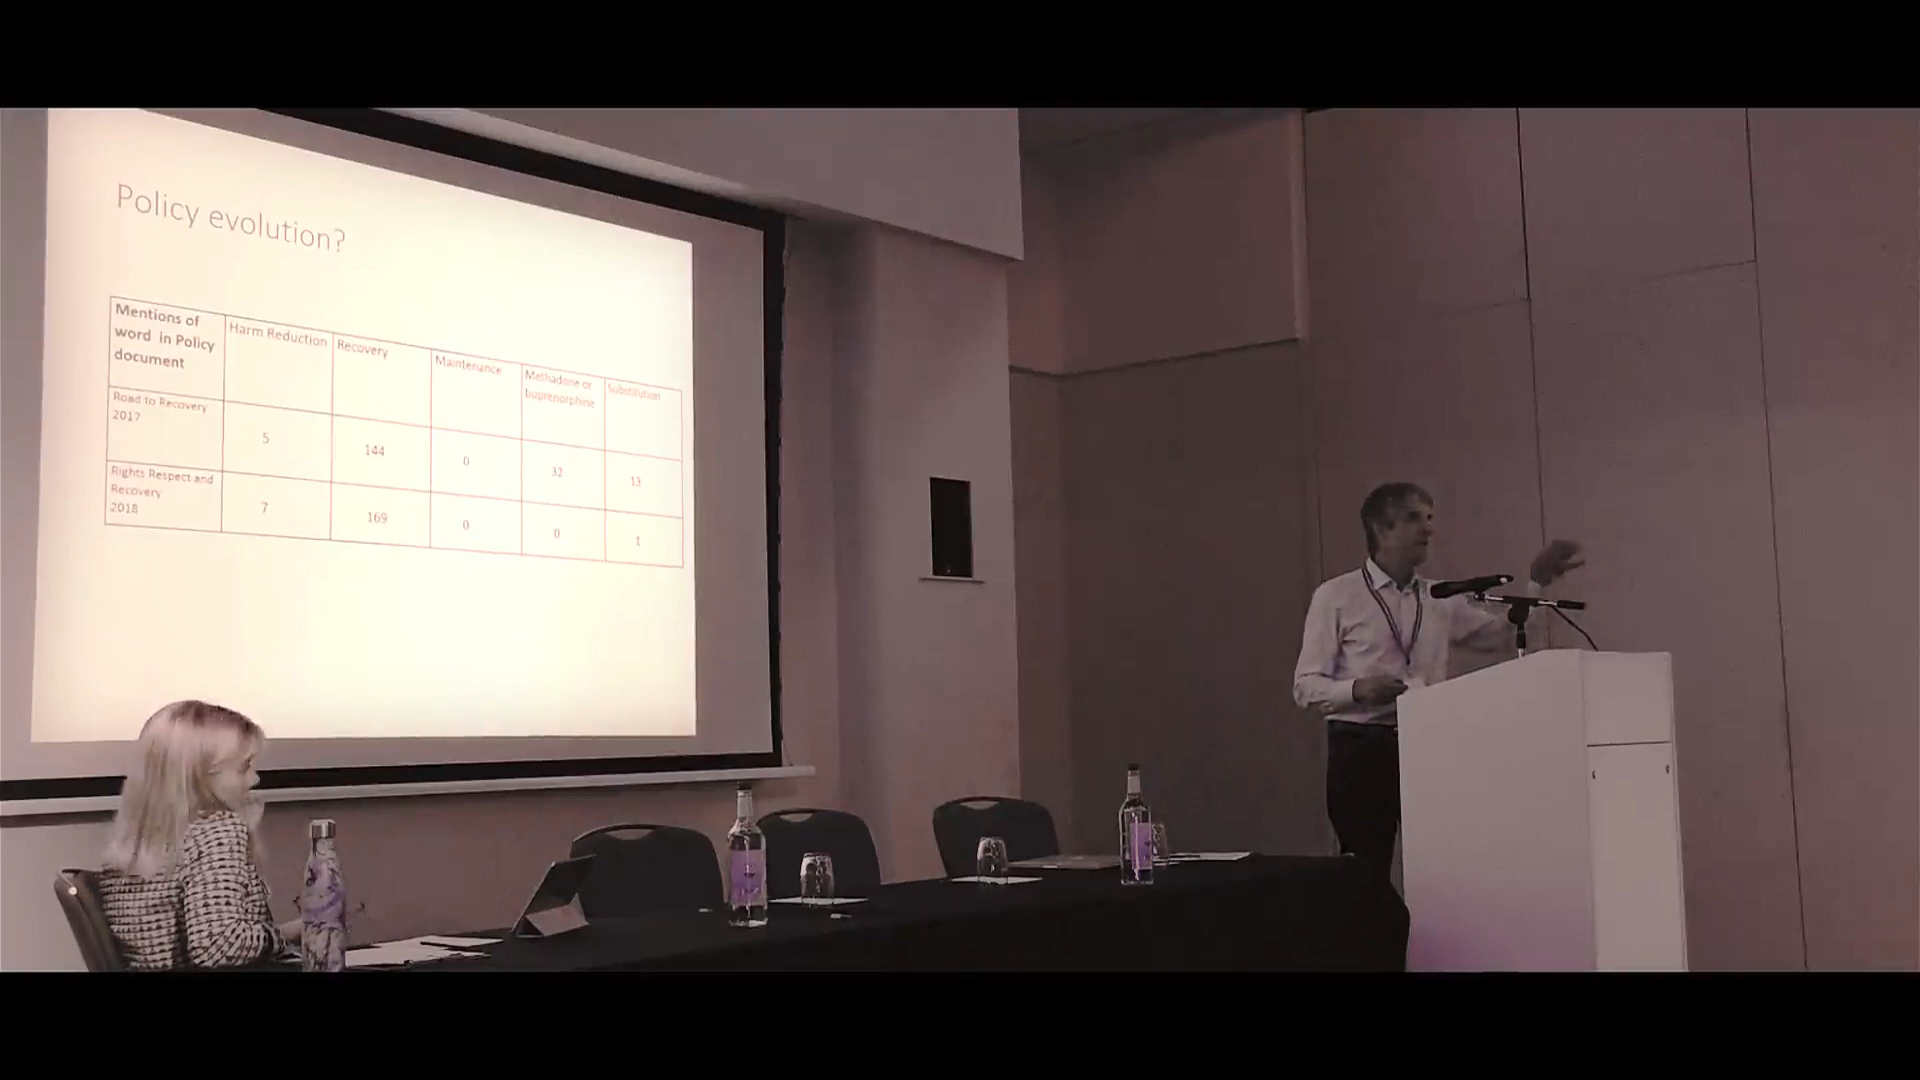 Policy evolution?
Mentions of
word in Policy
document
Harm Reduction
Recovery
Maintenance
Methadone or
buprenorphine
Substitution
Road to Recovery
2017
5
144
0
32
13
Rights Respect and
Recovery
2018
7
169
0
0
1